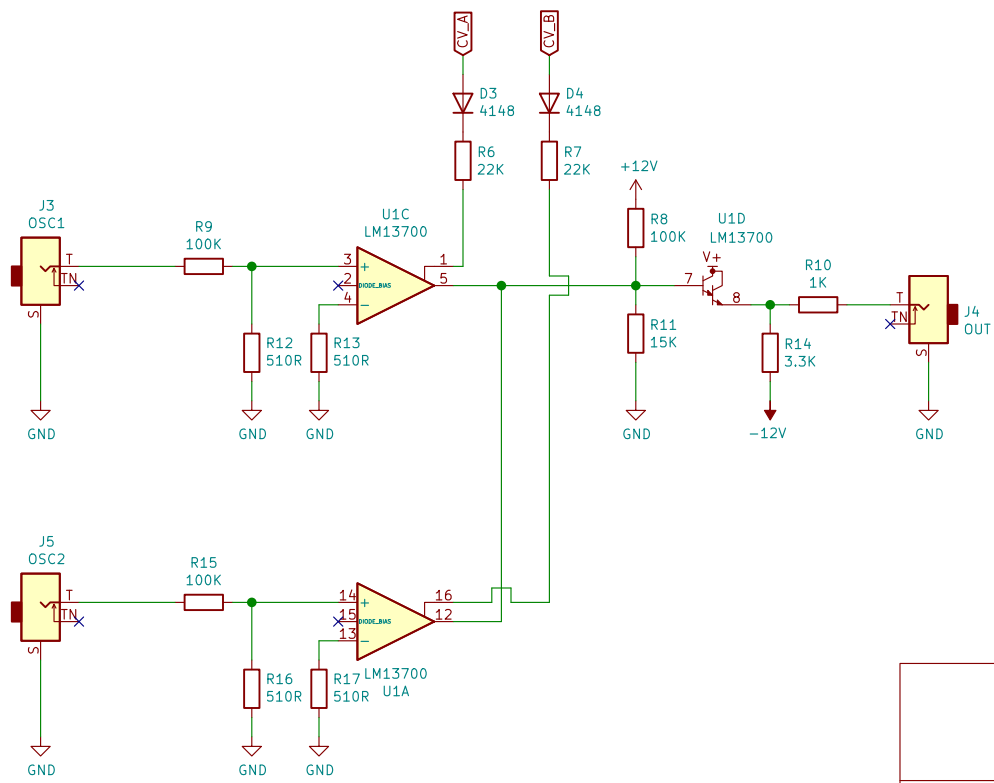 CV_A
CV_B
D3
4148
D4
4148
R6
22K
R7
22K
+12V
J3
OSC1
R9
100K
U1C
LM13700
R8
100K
U1D
LM13700
V+
T
TN
S
3
+
2
DIODE_BIAS
4
−
1
5
7
8
R10
1K
T
TN
S
J4
OUT
R12
510R
R13
510R
R11
15K
R14
3.3K
GND
GND
GND
GND
−12V
GND
J5
OSC2
R15
100K
T
TN
S
14
+
15
DIODE_BIAS
13
−
16
12
LM13700
U1A
R16
510R
R17
510R
GND
GND
GND